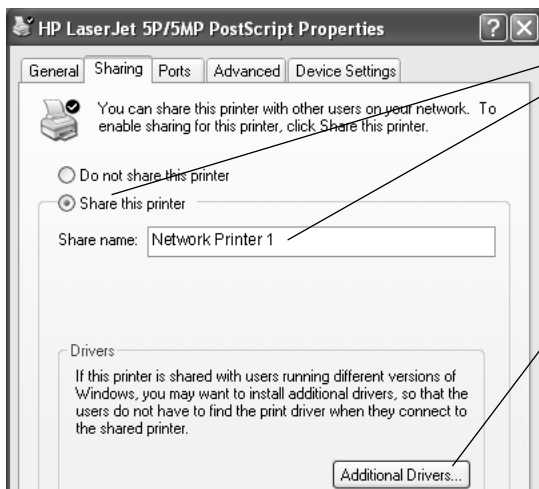 HP LaserJet 5P/5MP PostScript Properties
General Sharing Ports Advanced Device Settings
You can share this printer with other users on your network. To
enable sharing for this printer, click Share this printer.
Do not share this printer
Share this printer
Share name: Network Printer 1
Drivers
If this printer is shared with users running different versions of
Windows, you may want to install additional drivers, so that the
users do not have to find the print driver when they connect to
the shared printer.
Additional Drivers...